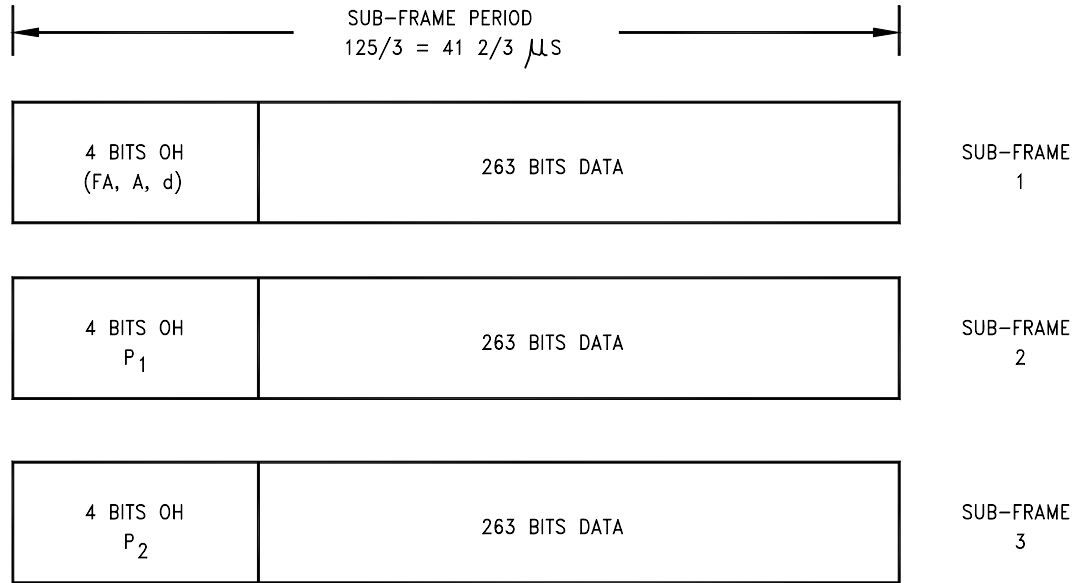 SUB-FRAME PERIOD
125/3 = 41 2/3 μS
4 BITS OH
(FA, A, d)
263 BITS DATA
SUB-FRAME
1
4 BITS OH
P1
263 BITS DATA
SUB-FRAME
2
4 BITS OH
P2
263 BITS DATA
SUB-FRAME
3